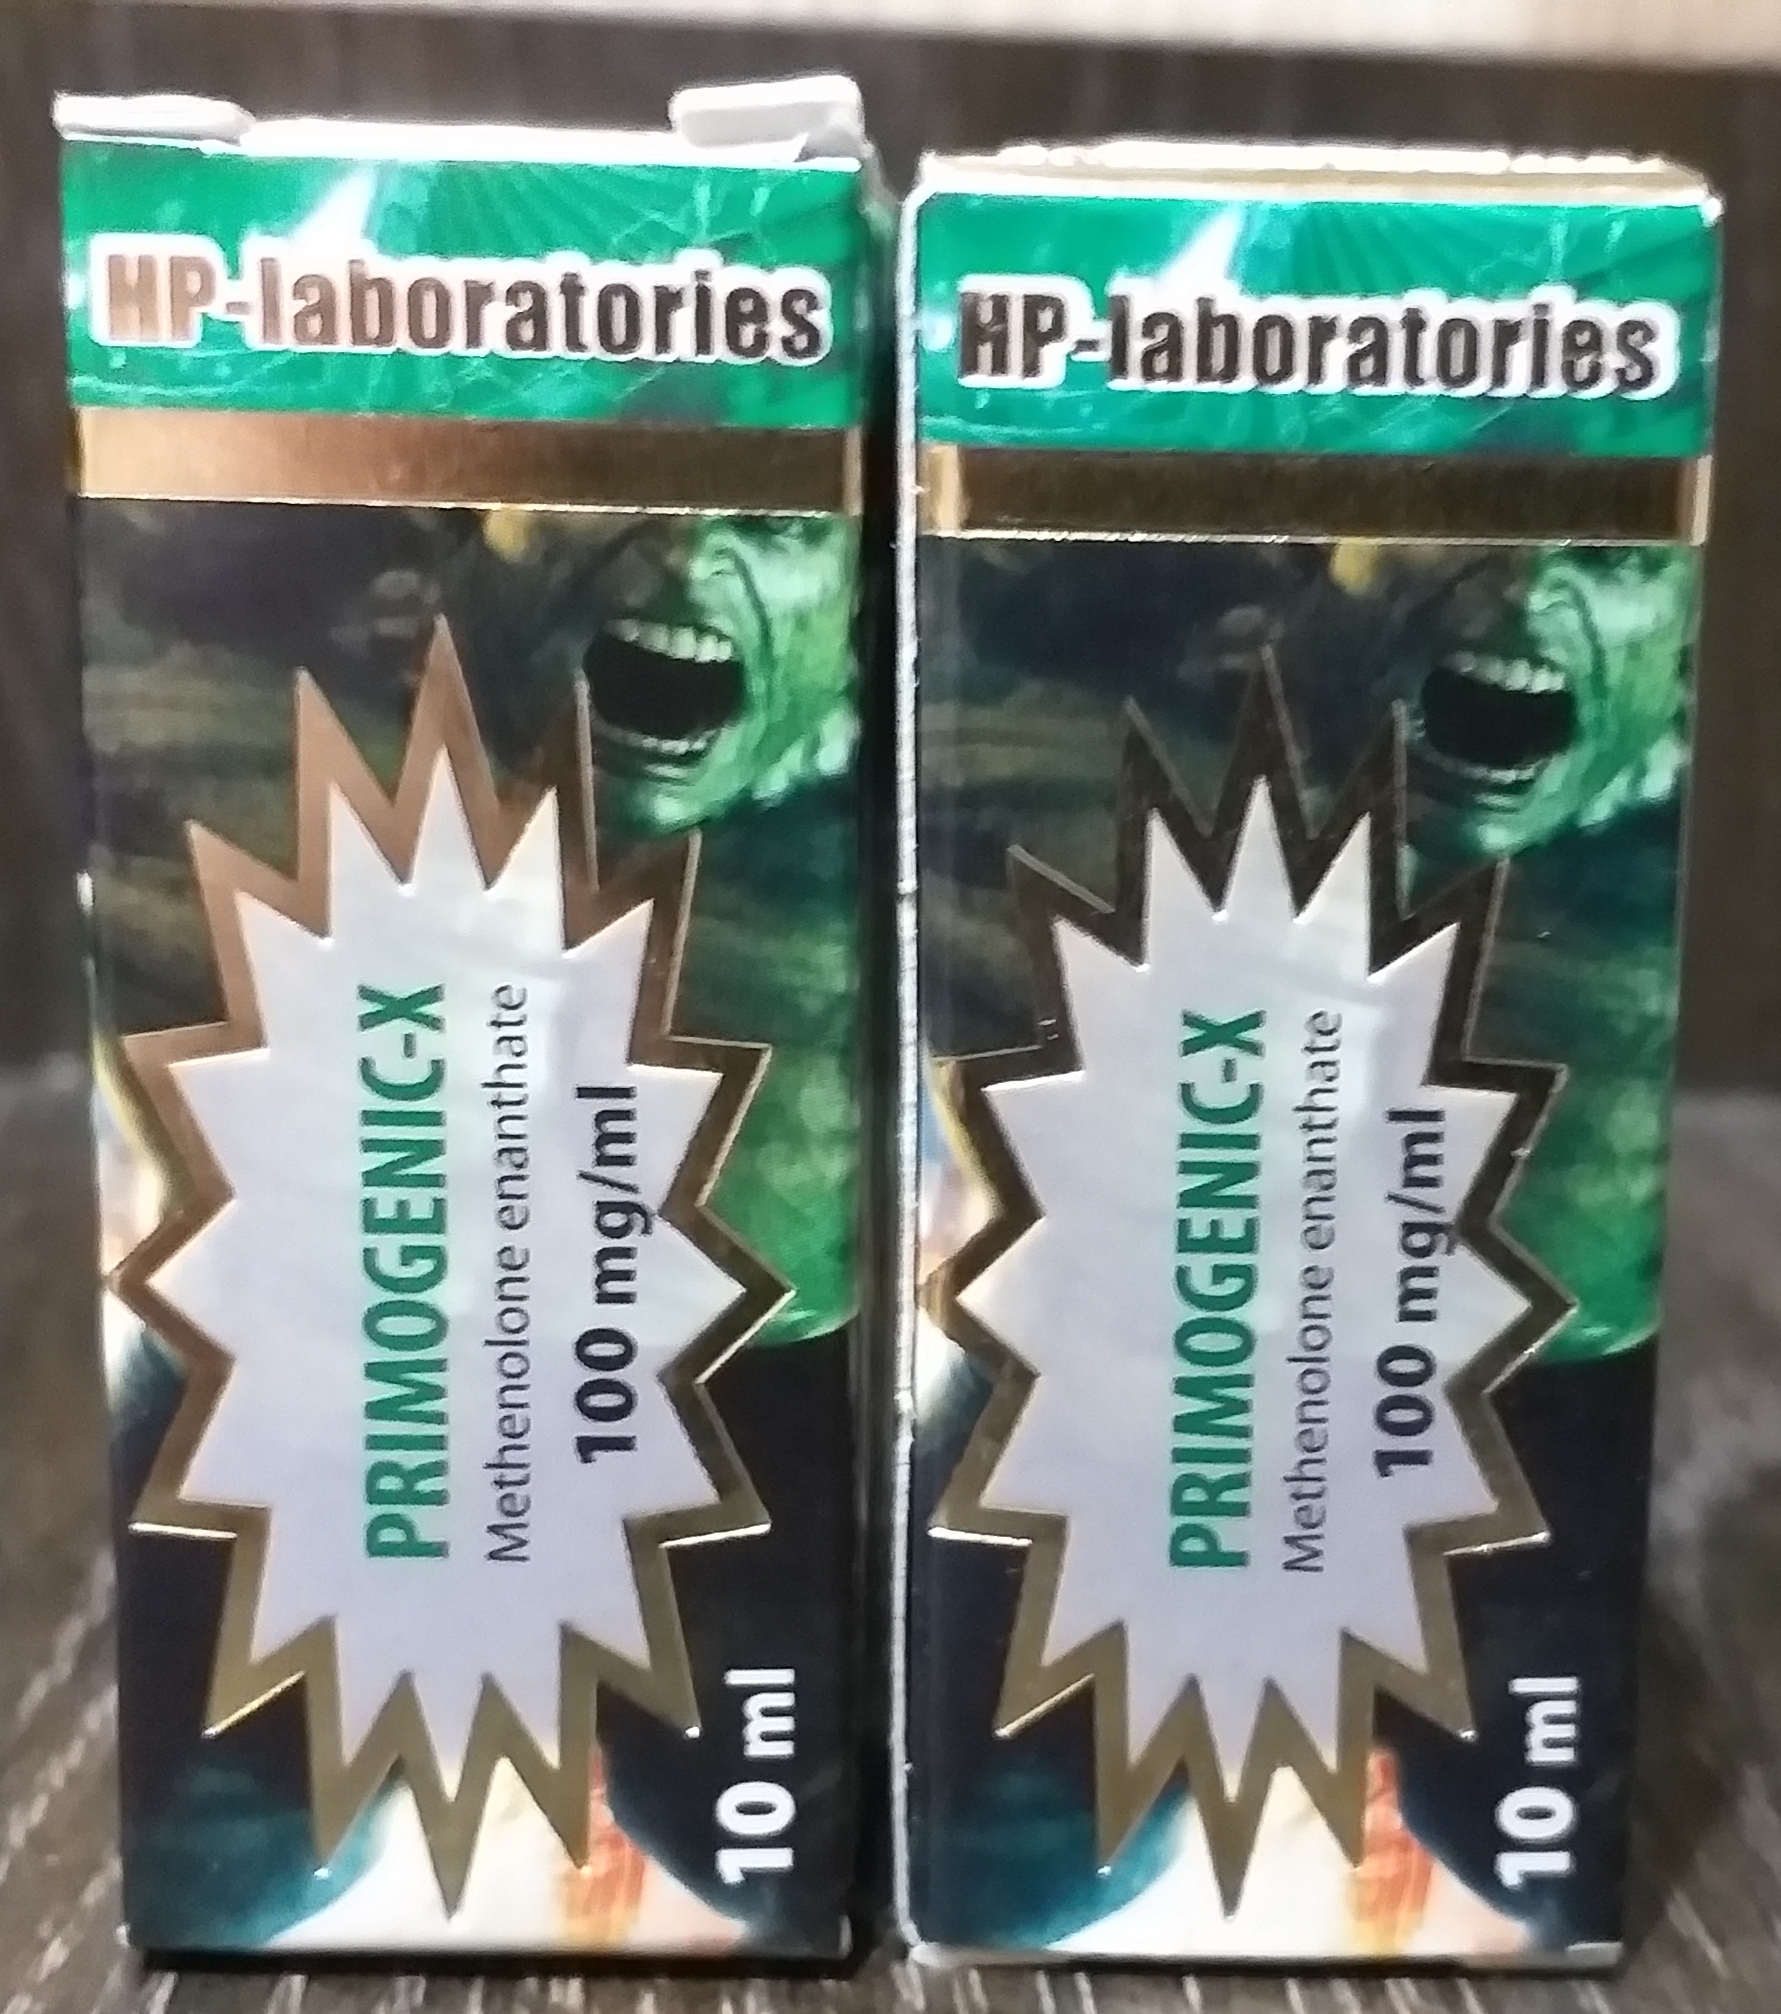 HP-laboratories
PRIMOGENIC-X
Methenolone enanthate
100 mg/ml
10 ml
HP-laboratories
PRIMOGENIC-X
Methenolone enanthate
100 mg/ml
10 ml